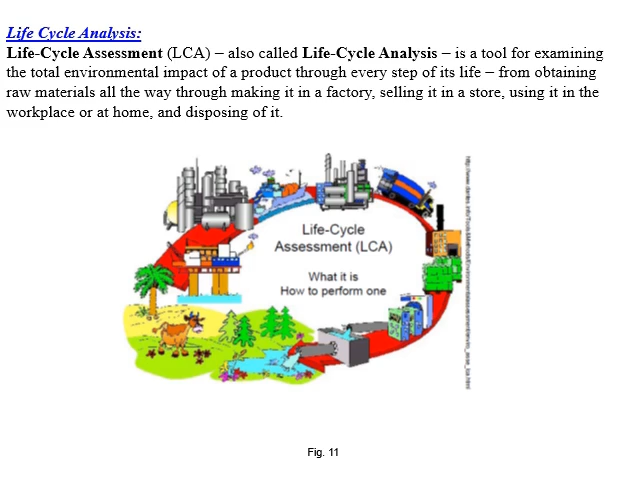 Life Cycle Analysis:
Life-Cycle Assessment (LCA) – also called Life-Cycle Analysis – is a tool for examining
the total environmental impact of a product through every step of its life – from obtaining
raw materials all the way through making it in a factory, selling it in a store, using it in the
workplace or at home, and disposing of it.
Life-Cycle
Assessment (LCA)
What it is
How to perform one
Fig. 11